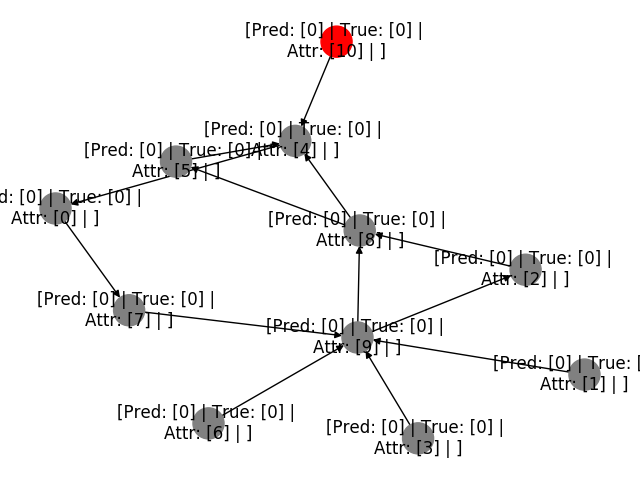 [Pred: [0] | True: [0] |
Attr: [10] | ]
[Pred: [0] | True: [0] |
Attr: [4] | ]
[Pred: [0] | True: [0] |
Attr: [5] | ]
d: [0] | True: [0] |
Attr: [0] | ]
[Pred: [0] | True: [0] |
Attr: [8] | ]
[Pred: [0] | True: [0] |
Attr: [2] | ]
[Pred: [0] | True: [0] |
Attr: [7] | ]
[Pred: [0] | True: [0] |
Attr: [9] | ]
[Pred: [0] | True: [
Attr: [1] | ]
[Pred: [0] | True: [0] |
Attr: [6] | ]
[Pred: [0] | True: [0] |
Attr: [3] | ]